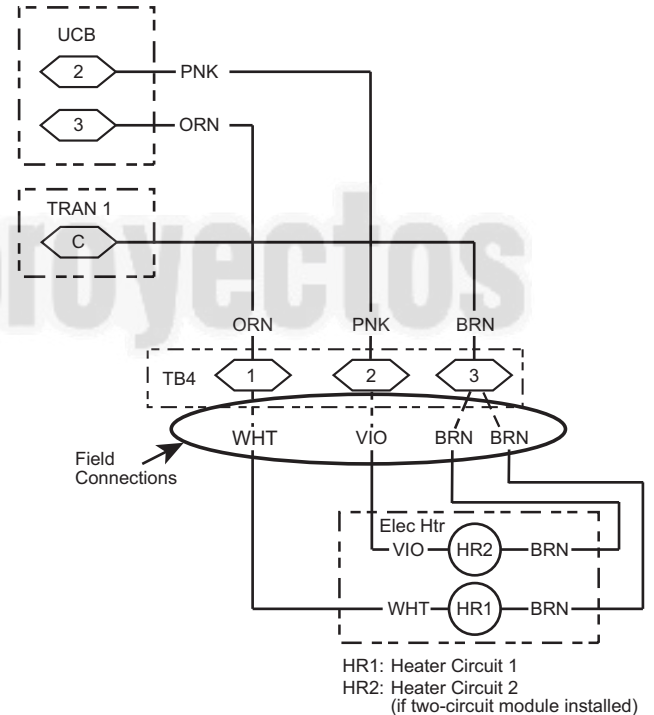 UCB
2 PNK
3 ORN
TRAN 1
C
proyectos
ORN PNK BRN
TB4 1 2 3
WHT VIO BRN BRN
Field
Connections
Elec Htr
VIO HR2 BRN
WHT HR1 BRN
HR1: Heater Circuit 1
HR2: Heater Circuit 2
(if two-circuit module installed)